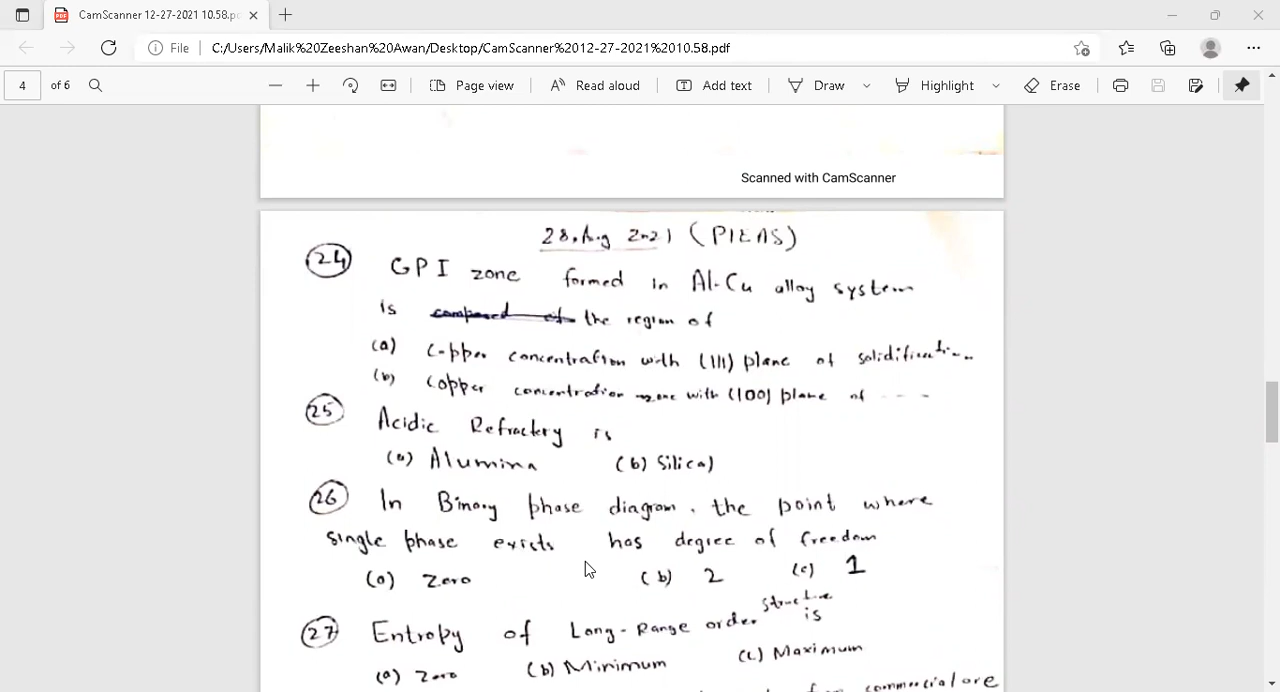 CamScanner 12-27-2021 10.58.pd
File C:/Users/Malik%20Zeeshan%20Awan/Desktop/CamScanner%2012-27-2021%2010.58.pdf
4 of 6 Page view Read aloud Add text Draw Highlight Erase
Scanned with CamScanner
28, Aug 2021 (PIEAS)
24 GPI zone formed in Al-Cu alloy system
is the region of
(a) Copper concentration with (111) plane of
(b) Copper concentration zone with (100) plane of ----
25 Acidic Refractery is
(a) Alumina (b) Silica)
26 In Binary phase diagram, the point where
single phase exists has degree of freedom
(a) Zero (b) 2 (c) 1
27 Entropy of Long-Range order structure is
(a) Zero (b) Minimum (c) Maximum
commercial ore